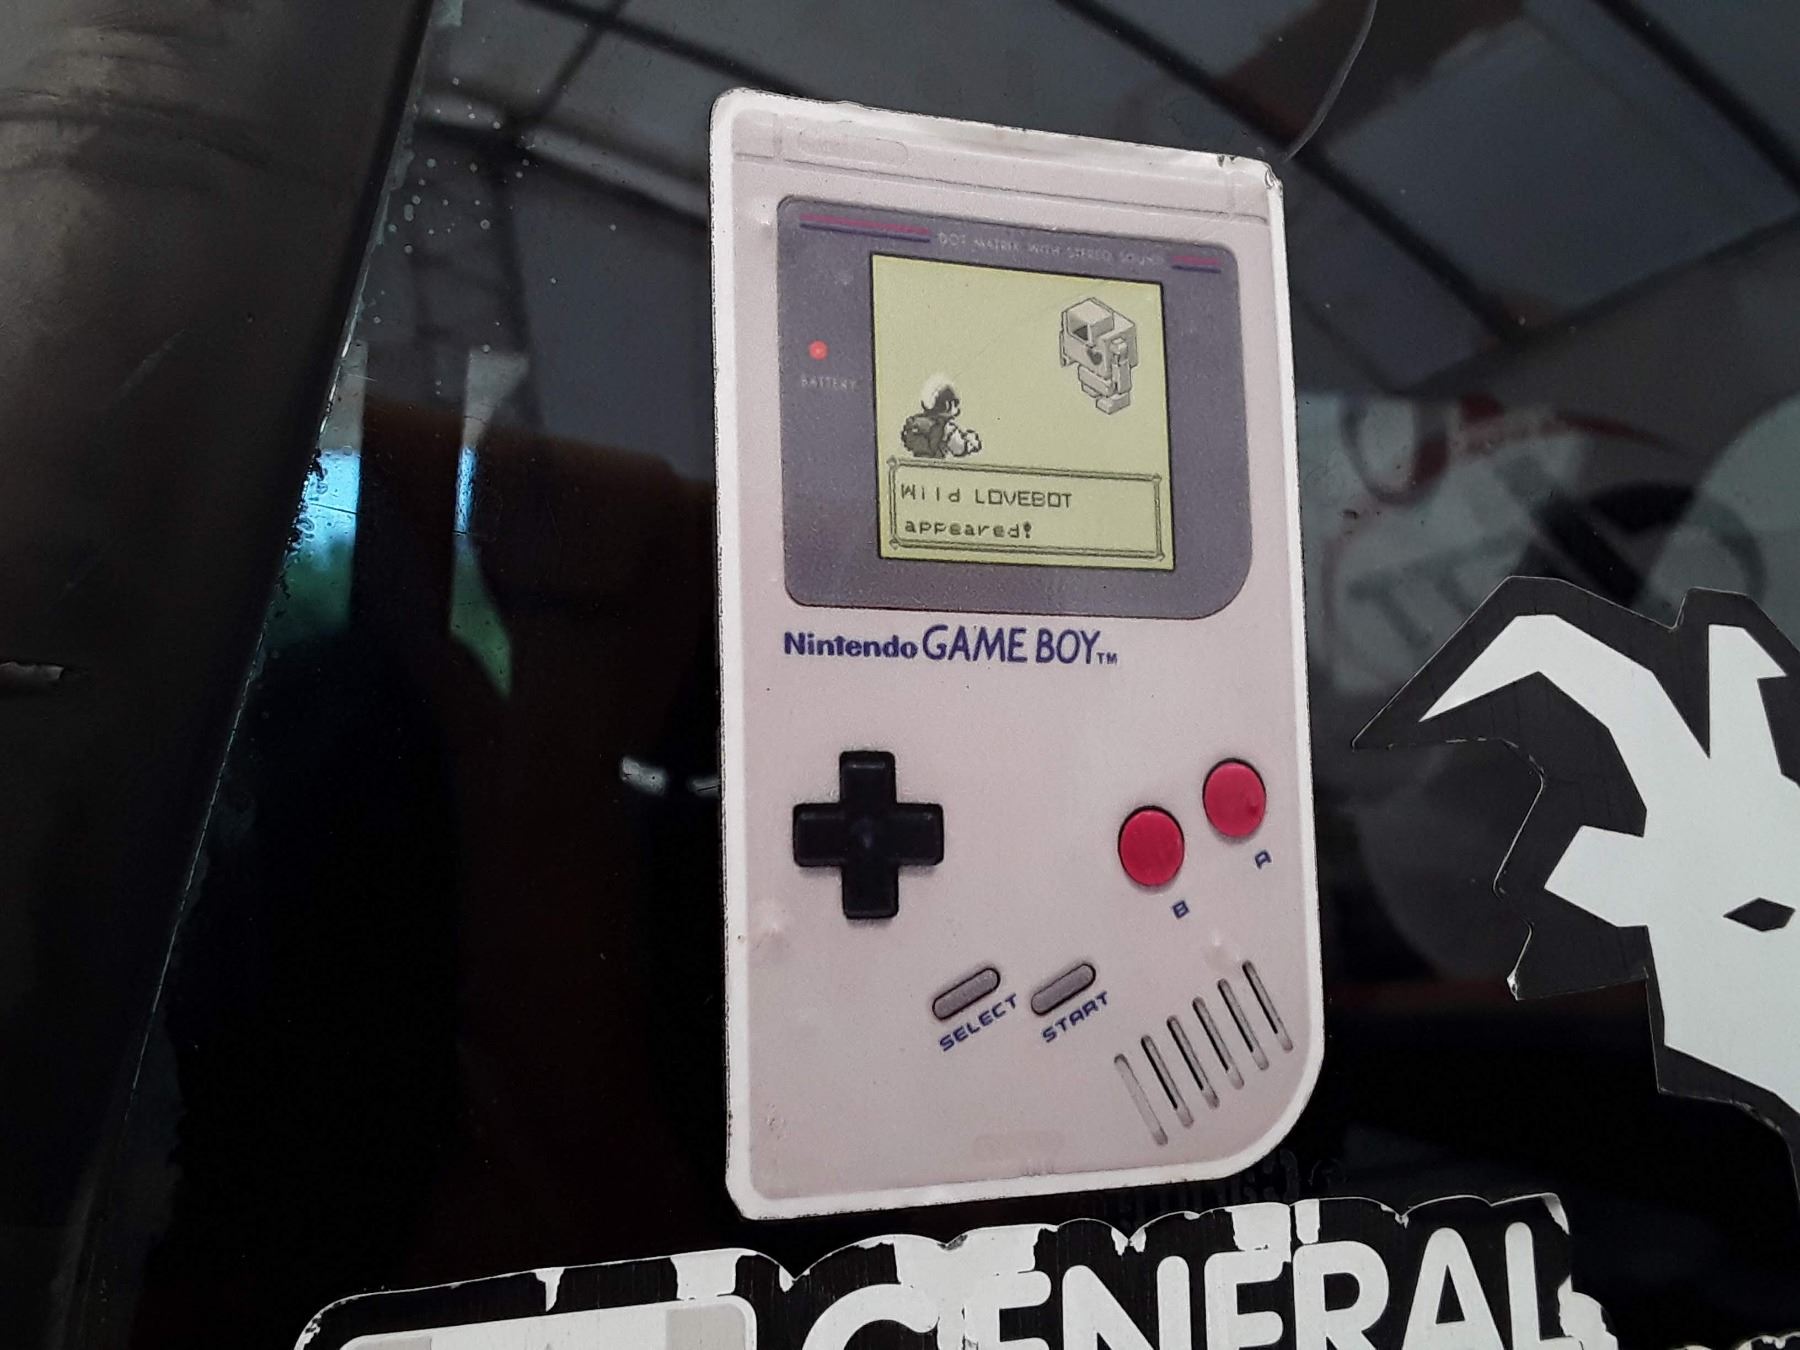 DOT MATRIX WITH STEREO SOUND
BATTERY
Wild LOVEBOT
appeared!
Nintendo GAME BOY™
A
B
SELECT
START
GENERAL